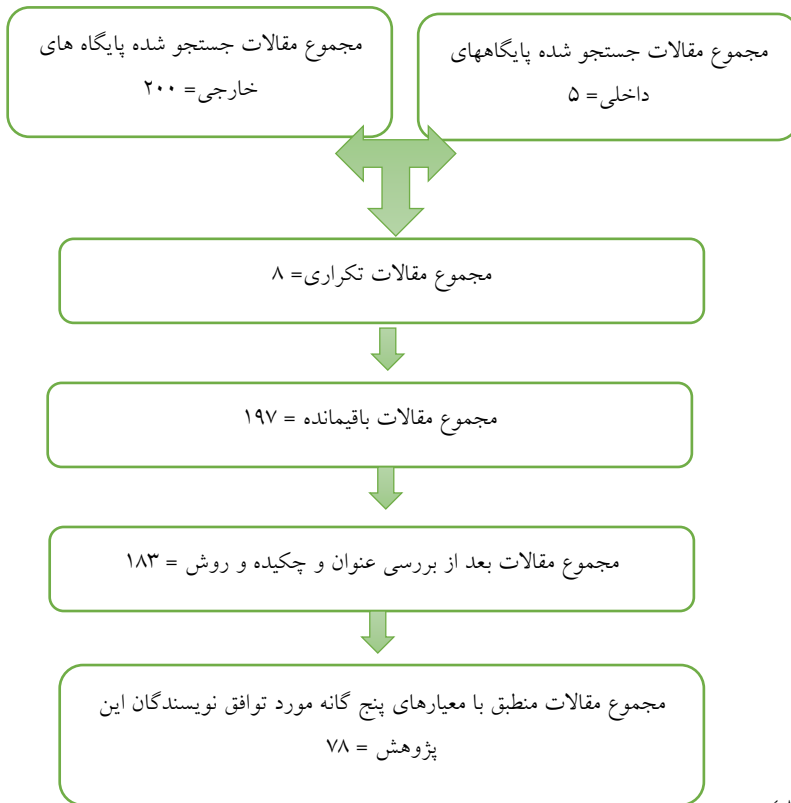 مجموع مقالات جستجو شده پایگاههای
داخلی= ۵
مجموع مقالات جستجو شده پایگاه های
خارجی= ۲۰۰
مجموع مقالات تکراری= ۸
مجموع مقالات باقیمانده = ۱۹۷
مجموع مقالات بعد از بررسی عنوان و چکیده و روش = ۱۸۳
مجموع مقالات منطبق با معیارهای پنج گانه مورد توافق نویسندگان این
پژوهش = ۷۸